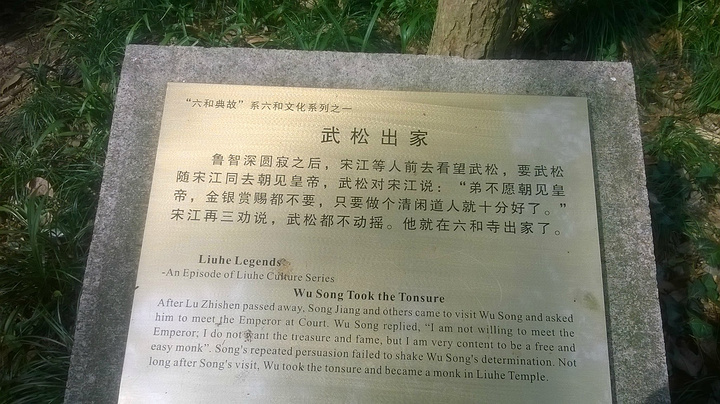 “六和典故”系六和文化系列之一
武松出家
鲁智深圆寂之后，宋江等人前去看望武松，要武松
随宋江同去朝见皇帝，武松对宋江说：“弟不愿朝见皇
帝，金银赏赐都不要，只要做个清闲道人就十分好了。”
宋江再三劝说，武松都不动摇。他就在六和寺出家了。
Liuhe Legends
-An Episode of Liuhe Culture Series
Wu Song Took the Tonsure
After Lu Zhishen passed away, Song Jiang and others came to visit Wu Song and asked
him to meet the Emperor at Court. Wu Song replied, “I am not willing to meet the
Emperor; I do not want the treasure and fame, but I am very content to be a free and
easy monk”. Song's repeated persuasion failed to shake Wu Song's determination. Not
long after Song's visit, Wu took the tonsure and became a monk in Liuhe Temple.